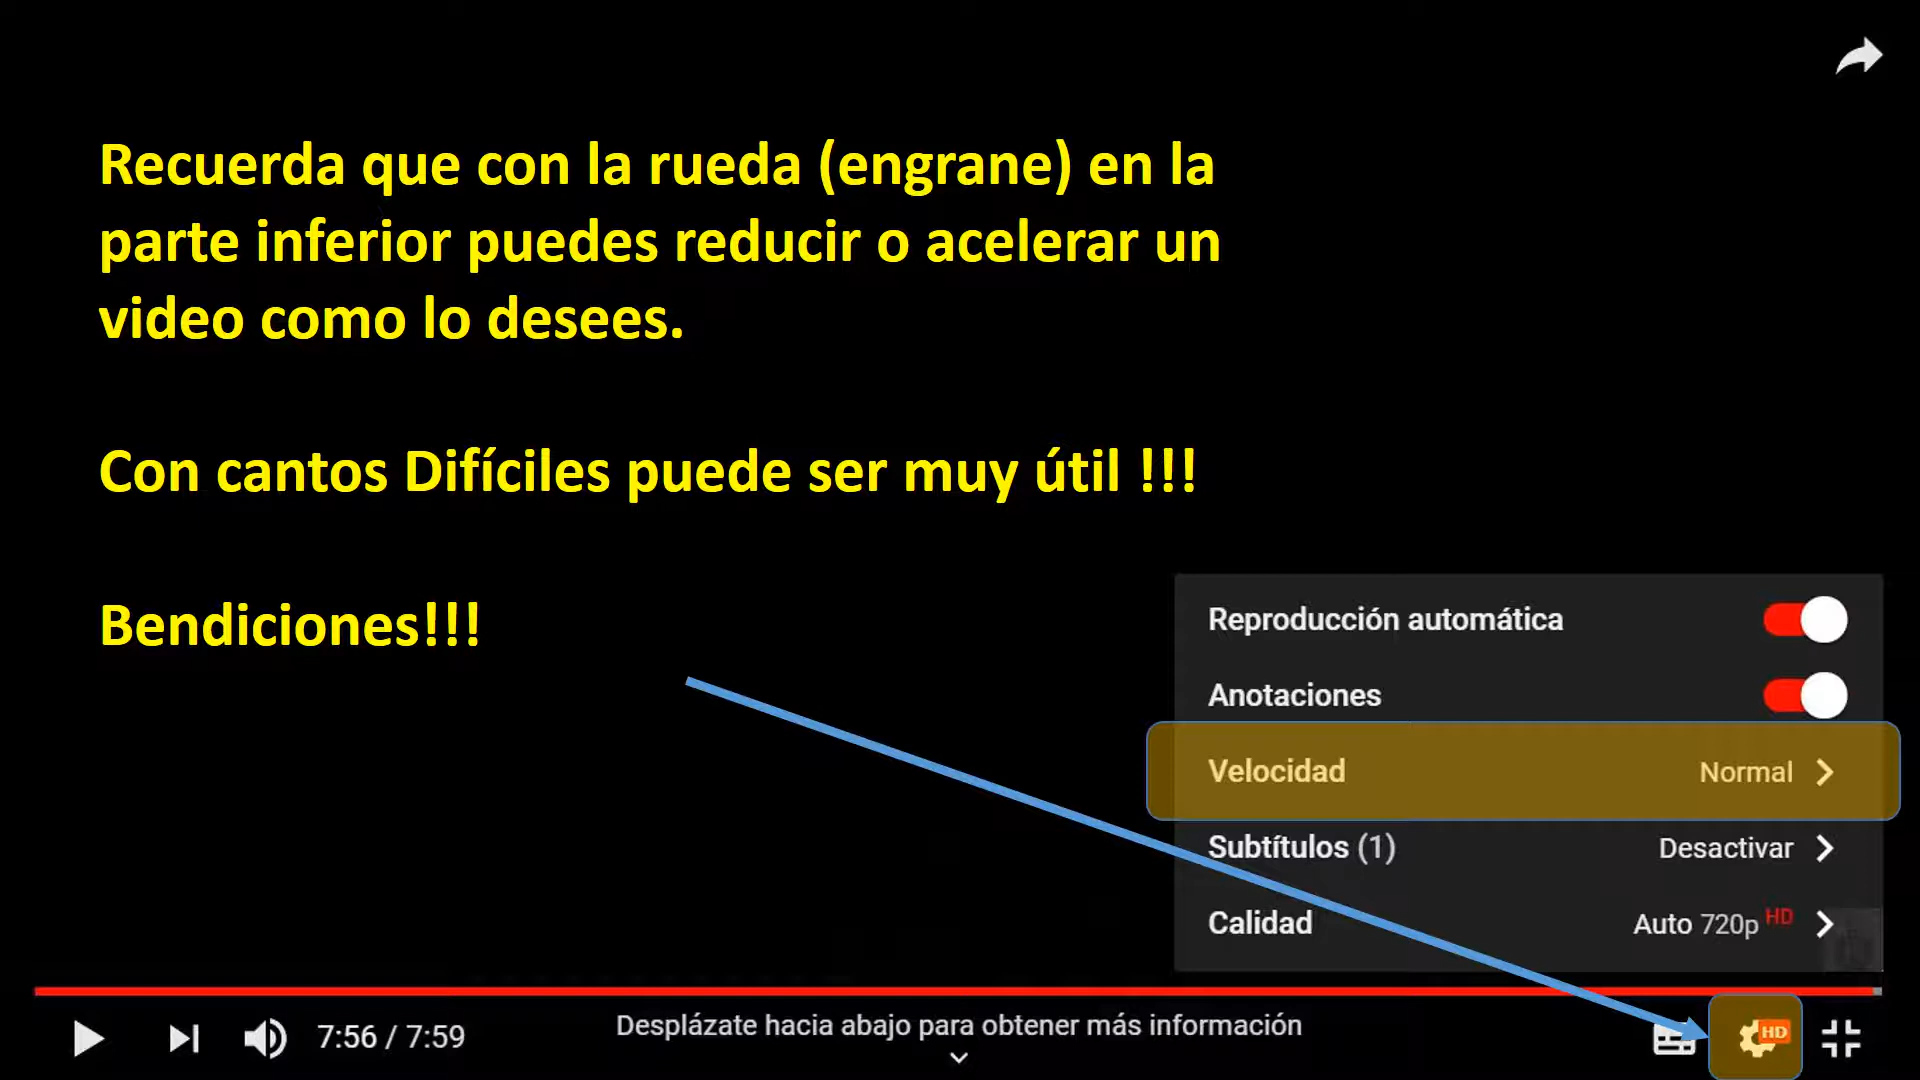 Recuerda que con la rueda (engrane) en la
parte inferior puedes reducir o acelerar un
video como lo desees.
Con cantos Difíciles puede ser muy útil !!!
Bendiciones!!!
Reproducción automática
Anotaciones
Velocidad Normal
Subtítulos (1) Desactivar
Calidad Auto 720p HD
7:56 / 7:59
Desplázate hacia abajo para obtener más información
HD